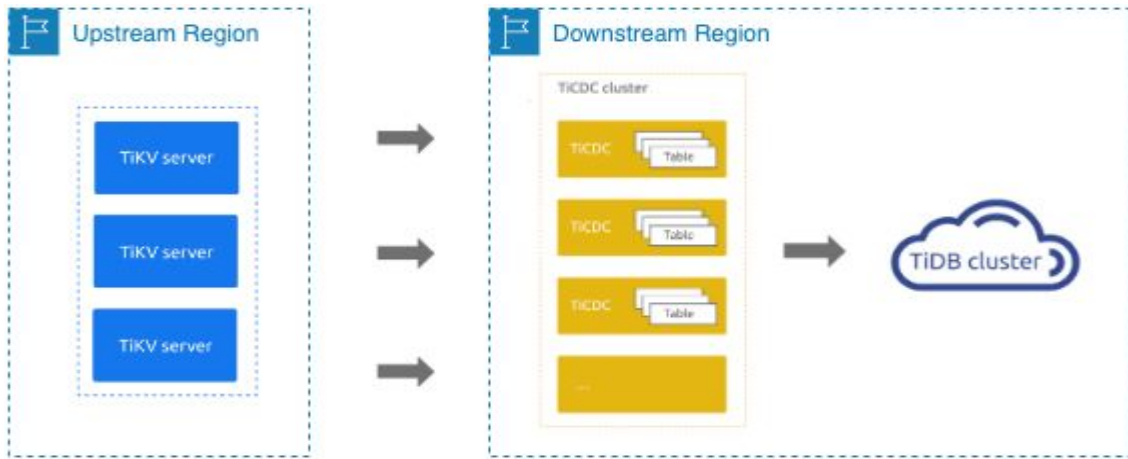 Upstream Region
TiKV server
TiKV server
TiKV server
Downstream Region
TiCDC cluster
TiCDC
Table
TiCDC
Table
TiCDC
Table
...
TiDB cluster